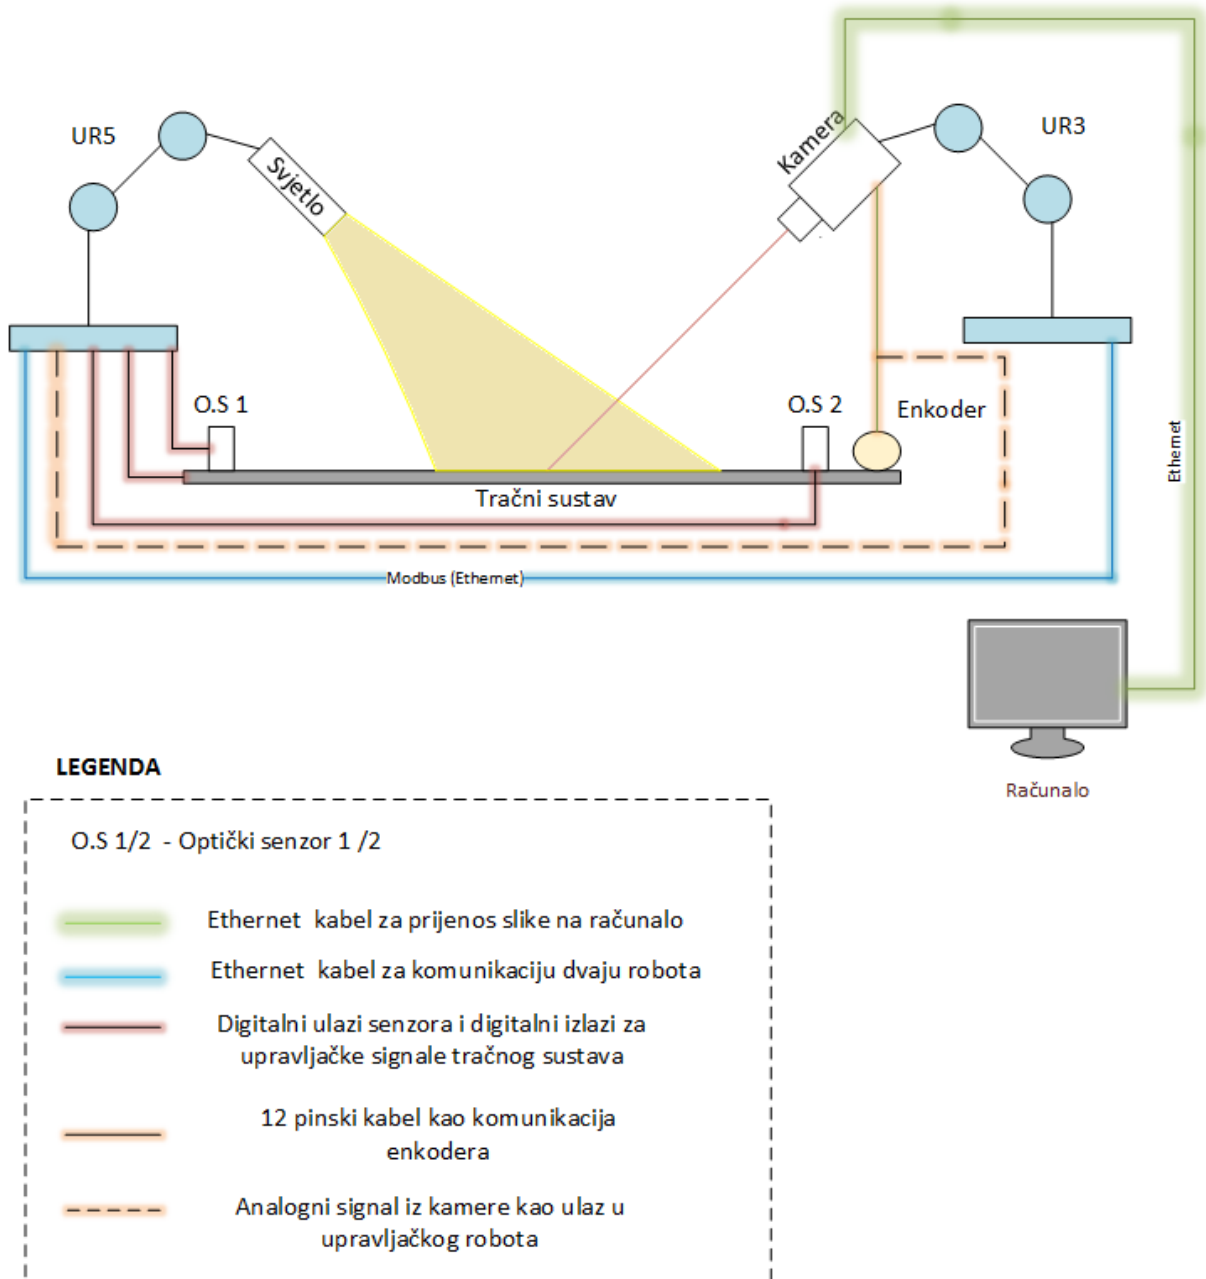 UR5
Svjetlo
Kamera
UR3
O.S 1
O.S 2
Enkoder
Ethernet
Tračni sustav
Modbus (Ethernet)
Računalo
LEGENDA
O.S 1/2 - Optički senzor 1 /2
Ethernet kabel za prijenos slike na računalo
Ethernet kabel za komunikaciju dvaju robota
Digitalni ulazi senzora i digitalni izlazi za
upravljačke signale tračnog sustava
12 pinski kabel kao komunikacija
enkodera
Analogni signal iz kamere kao ulaz u
upravljačkog robota